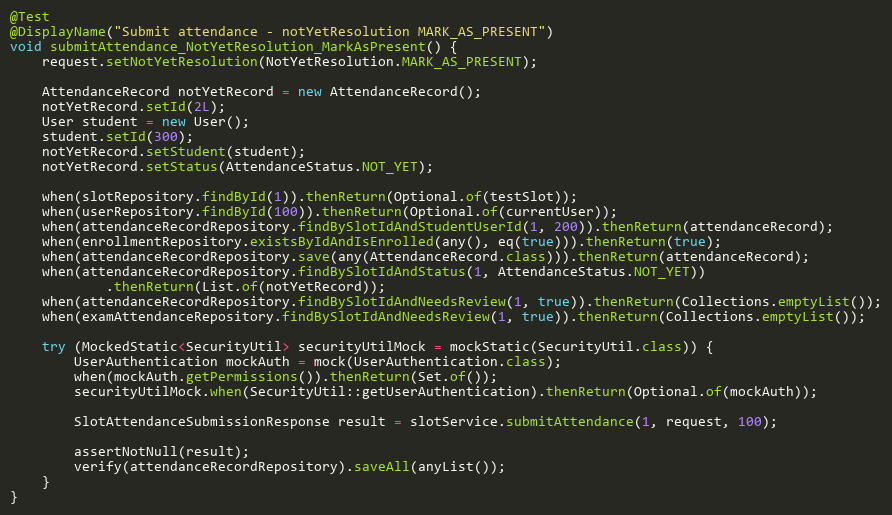 @Test
@DisplayName("Submit attendance - notYetResolution MARK_AS_PRESENT")
void submitAttendance_NotYetResolution_MarkAsPresent() {
    request.setNotYetResolution(NotYetResolution.MARK_AS_PRESENT);

    AttendanceRecord notYetRecord = new AttendanceRecord();
    notYetRecord.setId(2L);
    User student = new User();
    student.setId(300);
    notYetRecord.setStudent(student);
    notYetRecord.setStatus(AttendanceStatus.NOT_YET);

    when(slotRepository.findById(1)).thenReturn(Optional.of(testSlot));
    when(userRepository.findById(100)).thenReturn(Optional.of(currentUser));
    when(attendanceRecordRepository.findBySlotIdAndStudentUserId(1, 200)).thenReturn(attendanceRecord);
    when(enrollmentRepository.existsByIdAndIsEnrolled(any(), eq(true))).thenReturn(true);
    when(attendanceRecordRepository.save(any(AttendanceRecord.class))).thenReturn(attendanceRecord);
    when(attendanceRecordRepository.findBySlotIdAndStatus(1, AttendanceStatus.NOT_YET))
            .thenReturn(List.of(notYetRecord));
    when(attendanceRecordRepository.findBySlotIdAndNeedsReview(1, true)).thenReturn(Collections.emptyList());
    when(examAttendanceRepository.findBySlotIdAndNeedsReview(1, true)).thenReturn(Collections.emptyList());

    try (MockedStatic<SecurityUtil> securityUtilMock = mockStatic(SecurityUtil.class)) {
        UserAuthentication mockAuth = mock(UserAuthentication.class);
        when(mockAuth.getPermissions()).thenReturn(Set.of());
        securityUtilMock.when(SecurityUtil::getUserAuthentication).thenReturn(Optional.of(mockAuth));

        SlotAttendanceSubmissionResponse result = slotService.submitAttendance(1, request, 100);

        assertNotNull(result);
        verify(attendanceRecordRepository).saveAll(anyList());
    }
}